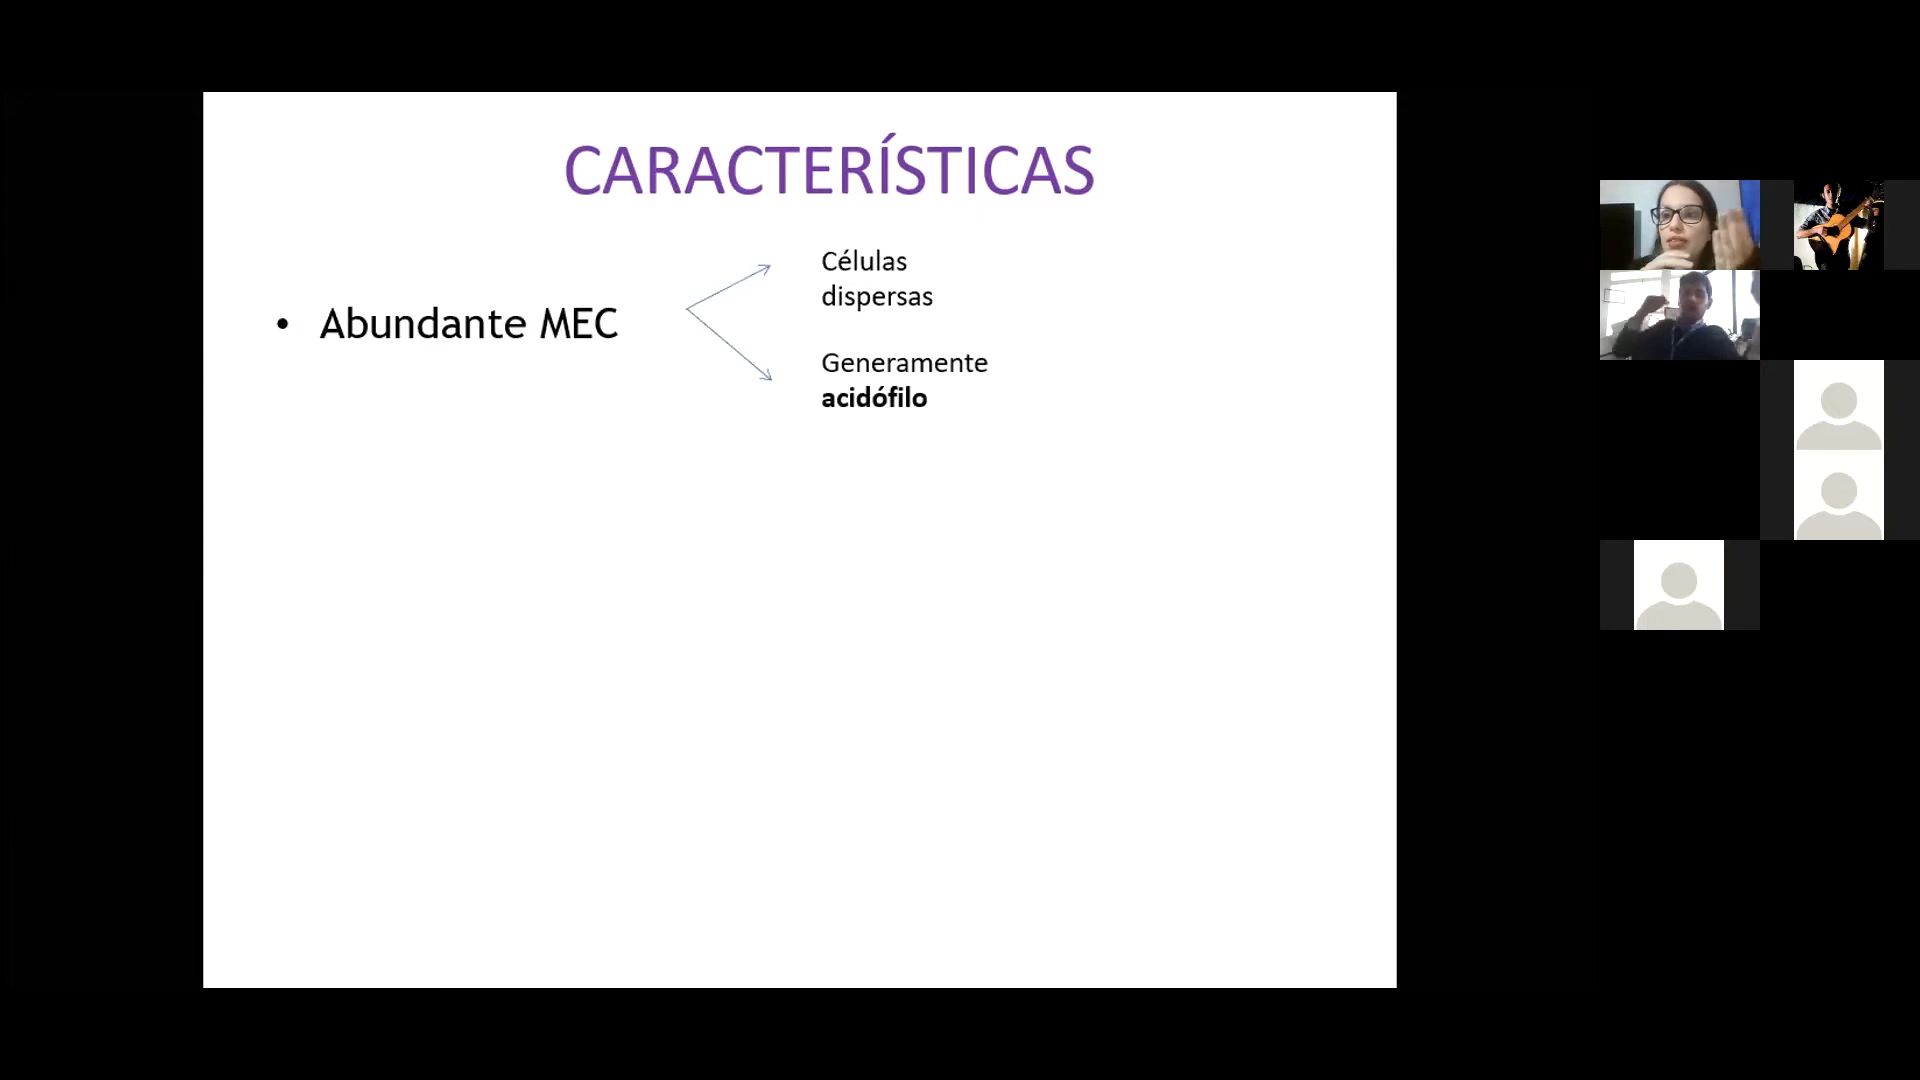 CARACTERÍSTICAS
• Abundante MEC
Células
dispersas
Generamente
acidófilo